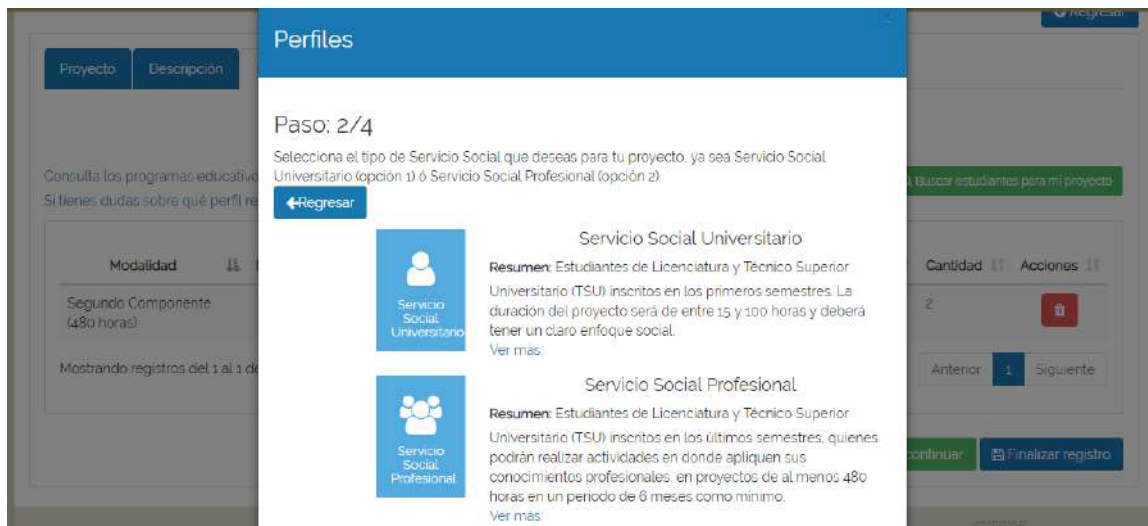 Regresar
Perfiles
Proyecto
Descripción
Paso: 2/4
Selecciona el tipo de Servicio Social que deseas para tu proyecto, ya sea Servicio Social
Universitario (opción 1) ó Servicio Social Profesional (opción 2)
Consulta los programas educativo
Si tienes dudas sobre qué perfil re
Buscar estudiantes para mi proyecto
Regresar
Servicio Social Universitario
Servicio
Social
Universitario
Resumen: Estudiantes de Licenciatura y Técnico Superior
Universitario (TSU) inscritos en los primeros semestres. La
duración del proyecto será de entre 15 y 100 horas y deberá
tener un claro enfoque social.
Ver más.
Modalidad
Cantidad
Acciones
Segundo Componente
(480 horas)
2
Mostrando registros del 1 al 1 de
Anterior
1
Siguiente
Servicio Social Profesional
Servicio
Social
Profesional
Resumen: Estudiantes de Licenciatura y Técnico Superior
Universitario (TSU) inscritos en los últimos semestres, quienes
podrán realizar actividades en donde apliquen sus
conocimientos profesionales, en proyectos de al menos 480
horas en un periodo de 6 meses como mínimo.
Ver más.
continuar
Finalizar registro